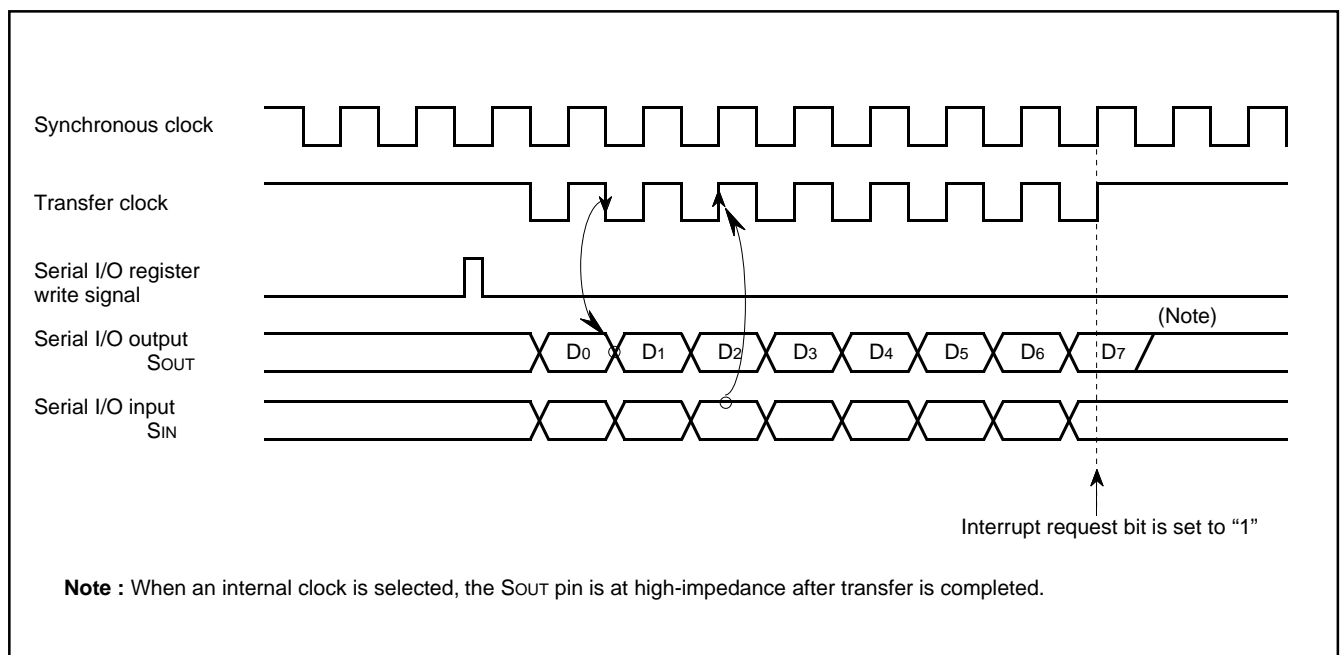 Synchronous clock
Transfer clock
Serial I/O register
write signal
(Note)
Serial I/O output
SOUT
D0 D1 D2 D3 D4 D5 D6 D7
Serial I/O input
SIN
Interrupt request bit is set to “1”
Note : When an internal clock is selected, the SOUT pin is at high-impedance after transfer is completed.